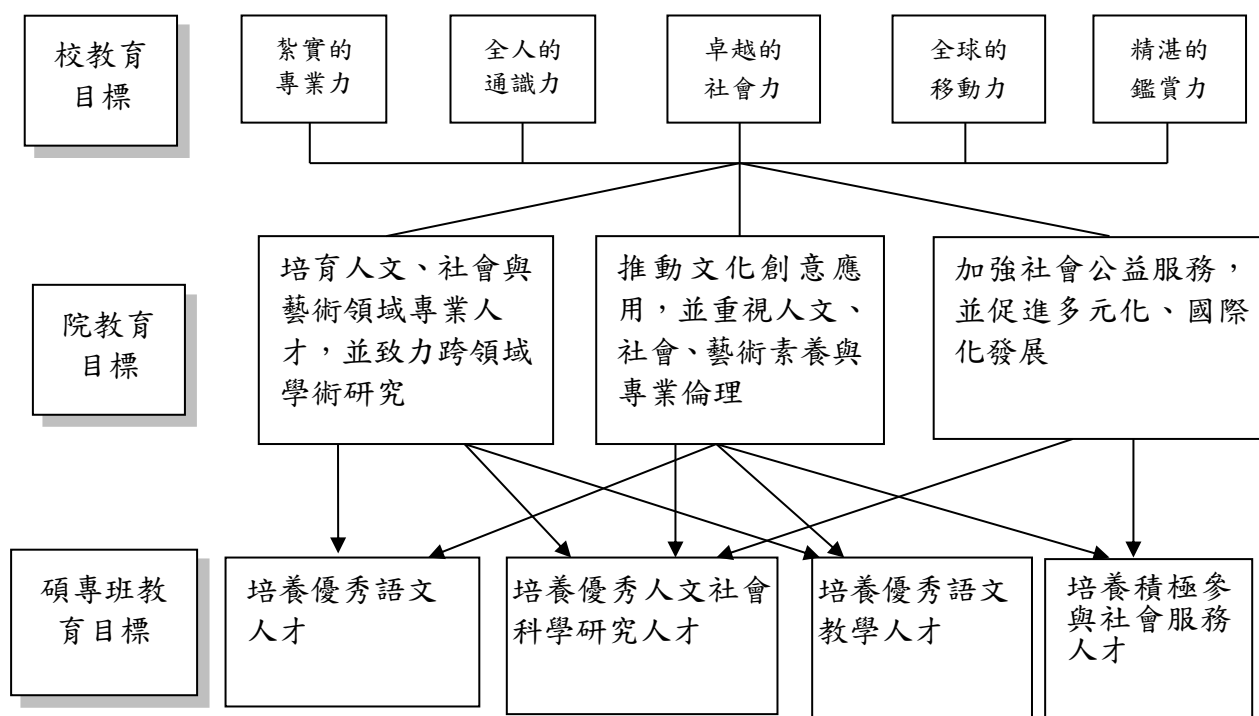 校教育
目標
紮實的
專業力
全人的
通識力
卓越的
社會力
全球的
移動力
精湛的
鑑賞力
院教育
目標
培育人文、社會與
藝術領域專業人
才，並致力跨領域
學術研究
推動文化創意應
用，並重視人文、
社會、藝術素養與
專業倫理
加強社會公益服務，
並促進多元化、國際
化發展
碩專班教
育目標
培養優秀語文
人才
培養優秀人文社會
科學研究人才
培養優秀語文
教學人才
培養積極參
與社會服務
人才